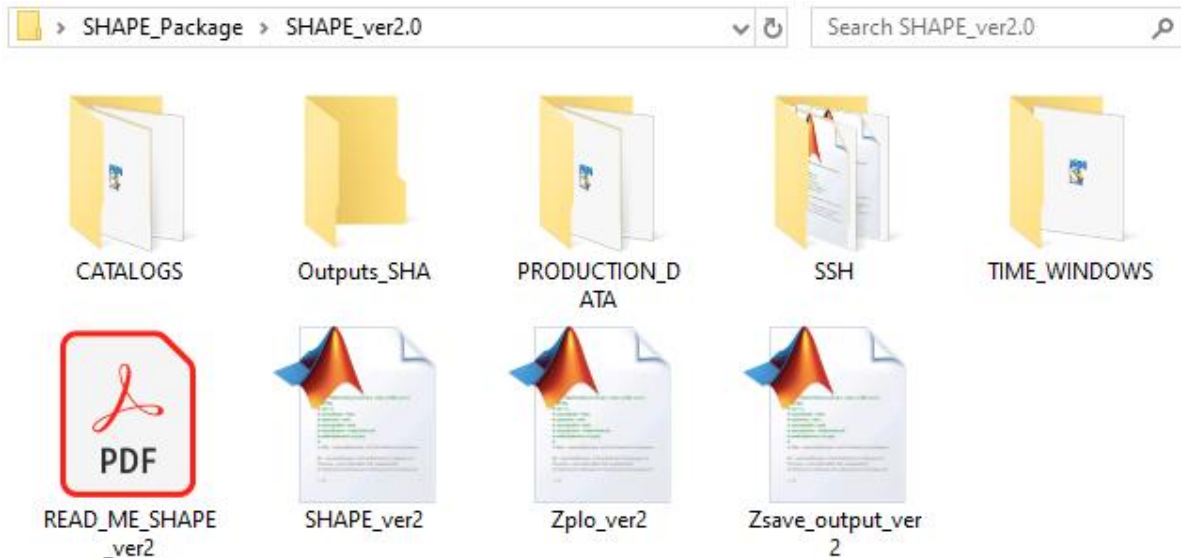 SHAPE_Package > SHAPE_ver2.0
Search SHAPE_ver2.0
CATALOGS
Outputs_SHA
PRODUCTION_D
ATA
SSH
TIME_WINDOWS
PDF
READ_ME_SHAPE
_ver2
SHAPE_ver2
Zplo_ver2
Zsave_output_ver
2